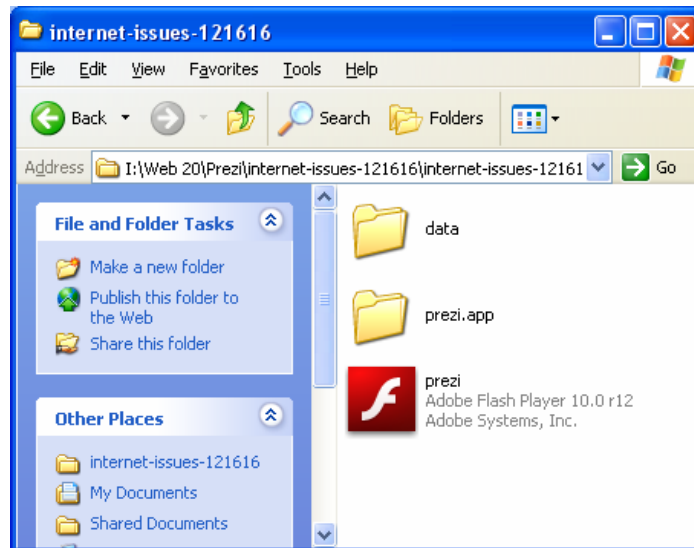 internet-issues-121616
File Edit View Favorites Tools Help
Back Search Folders
Address I:\Web 20\Prezi\internet-issues-121616\internet-issues-12161 Go
File and Folder Tasks
Make a new folder
Publish this folder to
the Web
Share this folder
Other Places
internet-issues-121616
My Documents
Shared Documents
data
prezi.app
prezi
Adobe Flash Player 10.0 r12
Adobe Systems, Inc.